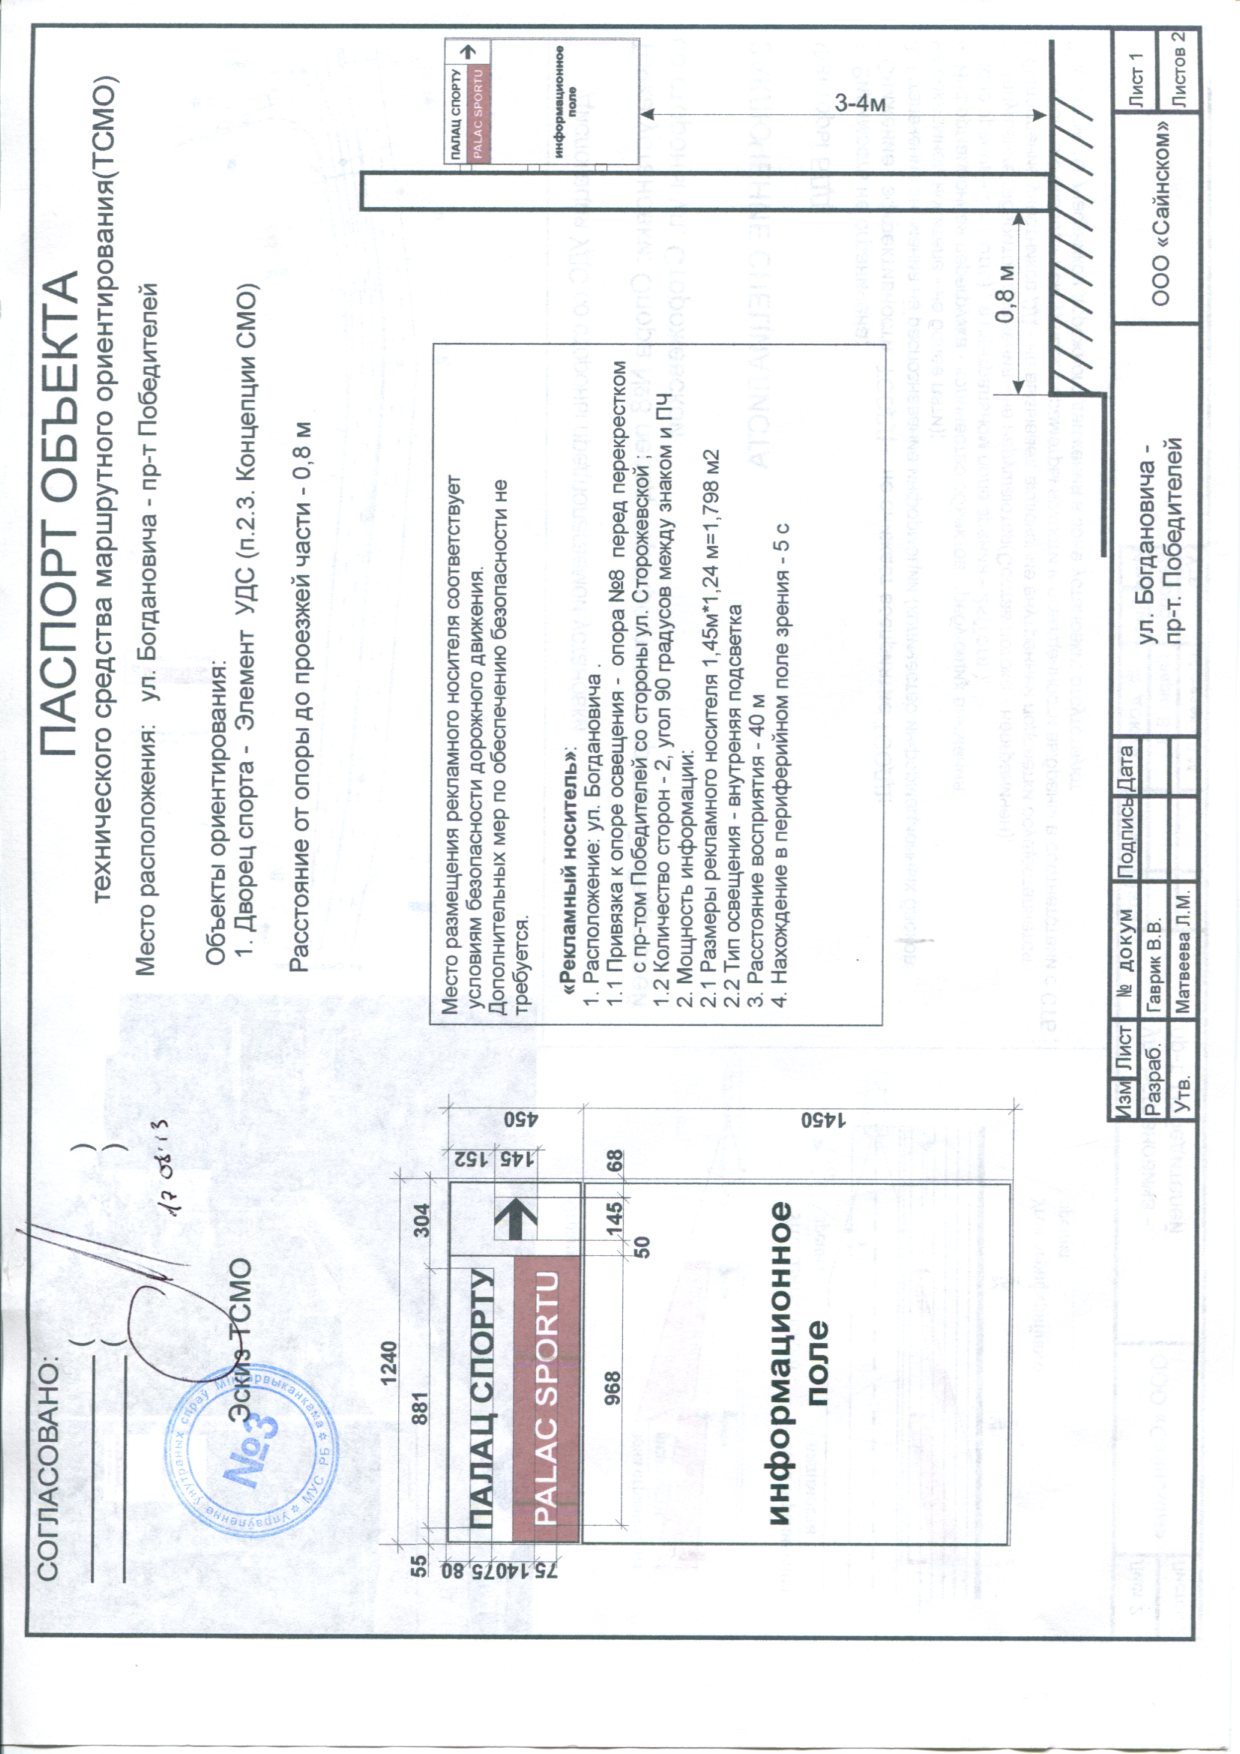 СОГЛАСОВАНО:
( )
( )
17 08.13
№3
Упраўленне ўнутраных спраў Мінгарвыканкама * МУС РБ *
Эскиз ТСМО
ПАСПОРТ ОБЪЕКТА
технического средства маршрутного ориентирования(ТСМО)
Место расположения: ул. Богдановича - пр-т Победителей
Объекты ориентирования:
1. Дворец спорта - Элемент УДС (п.2.3. Концепции СМО)
Расстояние от опоры до проезжей части - 0,8 м
1240
55
881
304
80
75
140
75
ПАЛАЦ СПОРТУ
PALAC SPORTU
152
145
450
968
50
145
68
1450
информационное
поле
Место размещения рекламного носителя соответствует
условиям безопасности дорожного движения.
Дополнительных мер по обеспечению безопасности не
требуется.
«Рекламный носитель»:
1. Расположение: ул. Богдановича .
1.1 Привязка к опоре освещения - опора №8 перед перекрестком
с пр-том Победителей со стороны ул. Сторожевской ;
1.2 Количество сторон - 2, угол 90 градусов между знаком и ПЧ
2. Мощность информации:
2.1 Размеры рекламного носителя 1,45м*1,24 м=1,798 м2
2.2 Тип освещения - внутреняя подсветка
3. Расстояние восприятия - 40 м
4. Нахождение в периферийном поле зрения - 5 с
ПАЛАЦ СПОРТУ
PALAC SPORTU
информационное
поле
3-4м
0,8 м
Изм Лист № докум Подпись Дата
Разраб. Гаврик В.В.
Утв. Матвеева Л.М.
ул. Богдановича -
пр-т. Победителей
ООО «Сайнском»
Лист 1
Листов 2